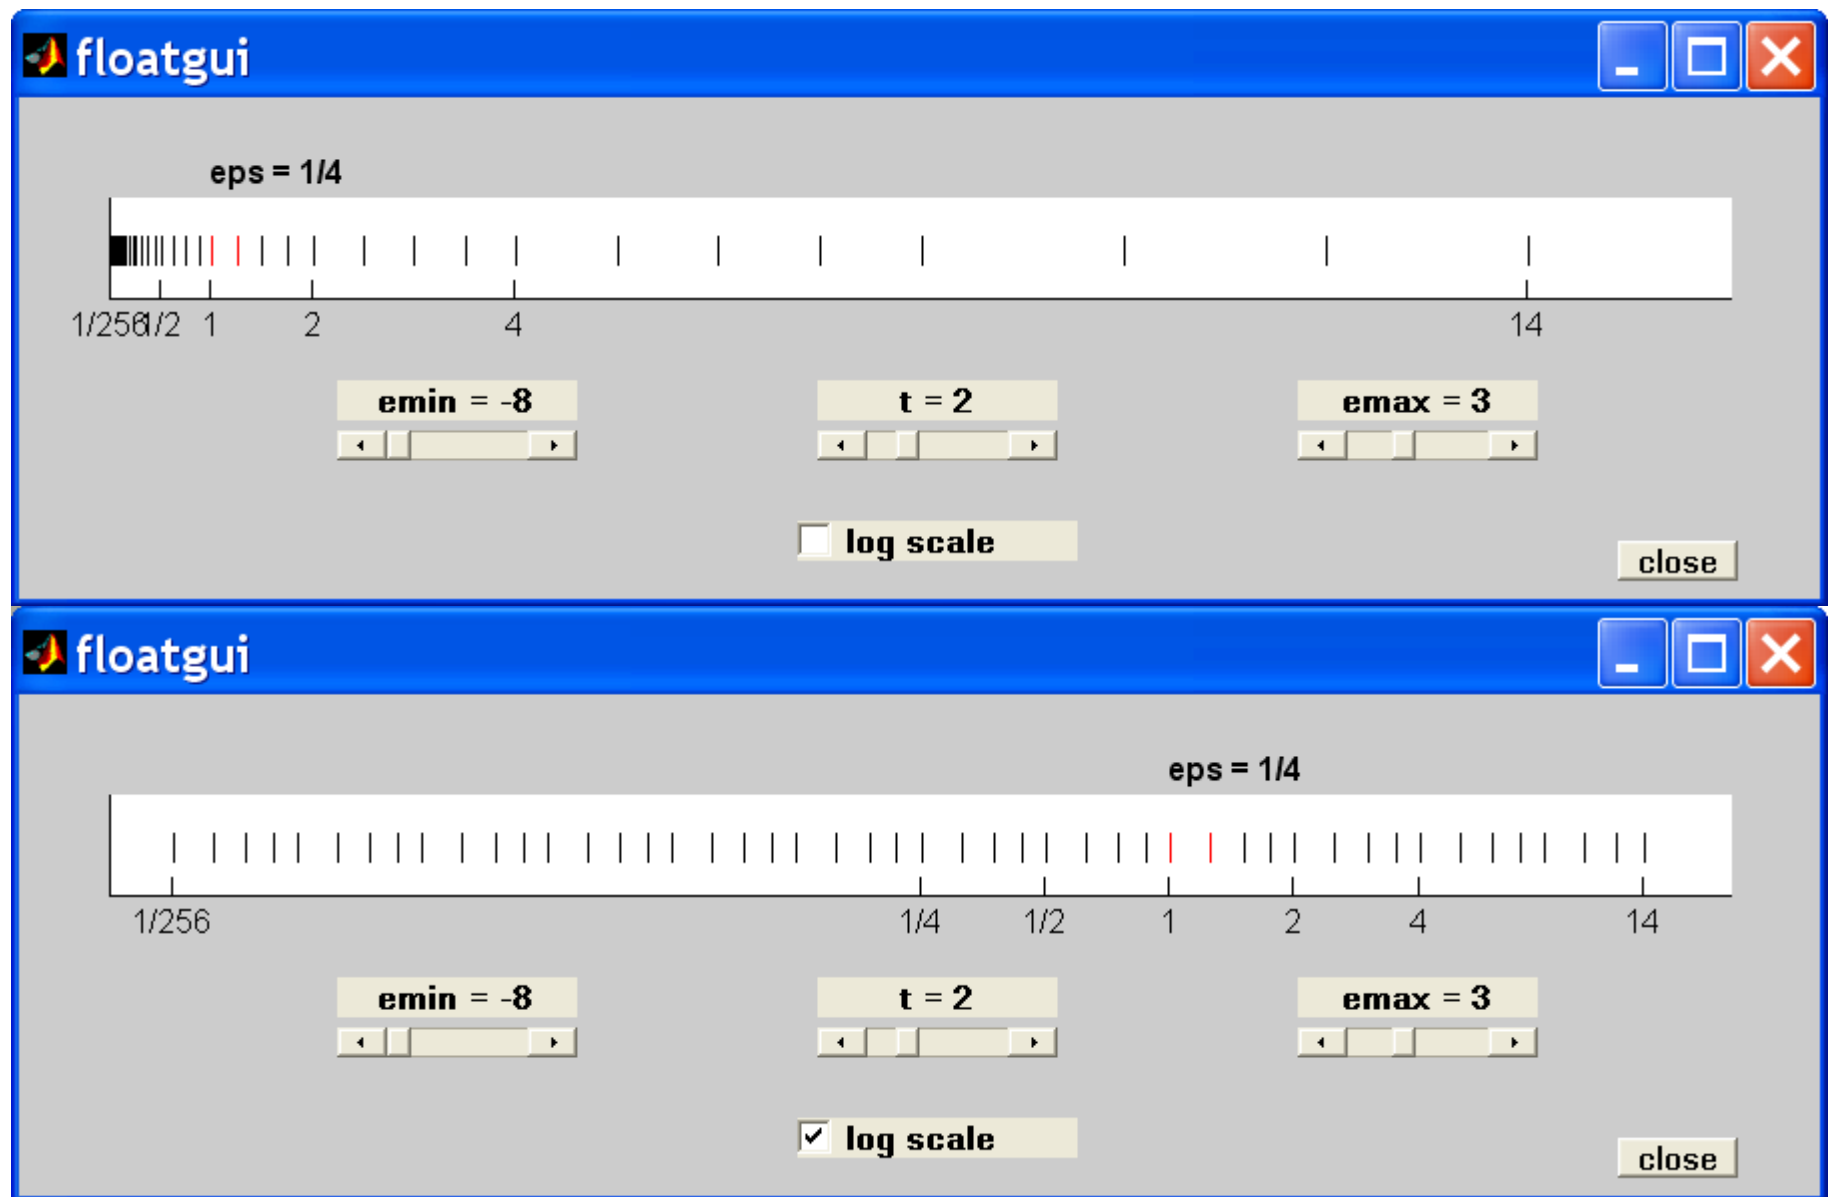 floatgui
eps = 1/4
1/256 1/2 1 2 4 14
emin = -8 t = 2 emax = 3
log scale
close
floatgui
eps = 1/4
1/256 1/4 1/2 1 2 4 14
emin = -8 t = 2 emax = 3
log scale
close